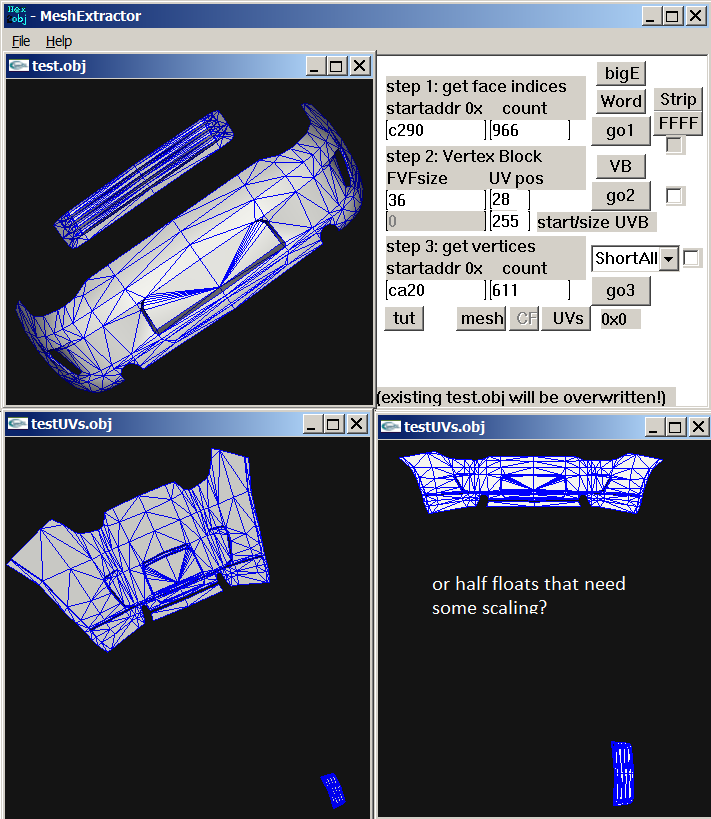 Hex
obj - MeshExtractor
File Help
test.obj
step 1: get face indices
startaddr 0x count
c290 966
bigE
Word
go1
Strip
FFFF
step 2: Vertex Block
FVFsize UV pos
36 28
0 255 start/size UVB
VB
go2
step 3: get vertices
startaddr 0x count
ca20 611
ShortAll
go3
tut mesh CF UVs 0x0
(existing test.obj will be overwritten!)
testUVs.obj
testUVs.obj
or half floats that need
some scaling?